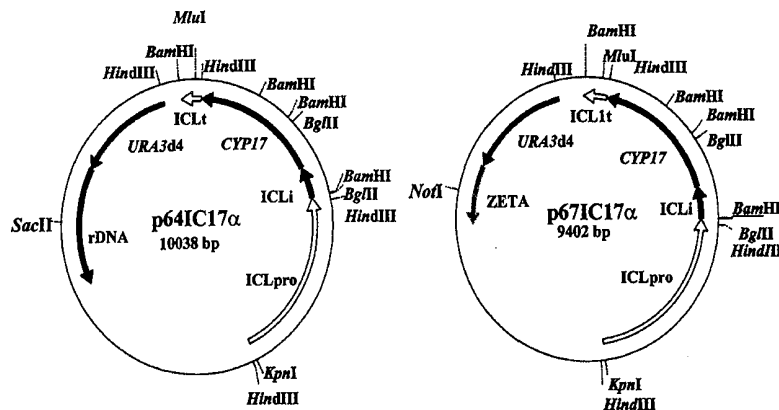 MluI
BamHI
HindIII
HindIII
BamHI
BamHI
BglII
ICLt
URA3d4
CYP17
BamHI
BglII
HindIII
ICLi
SacII
rDNA
p64IC17α
10038 bp
ICLpro
KpnI
HindIII
BamHI
MluI
HindIII
HindIII
BamHI
BamHI
BglII
ICL1t
URA3d4
CYP17
NotI
ZETA
ICLi
BamHI
BglII
HindIII
p67IC17α
9402 bp
ICLpro
KpnI
HindIII